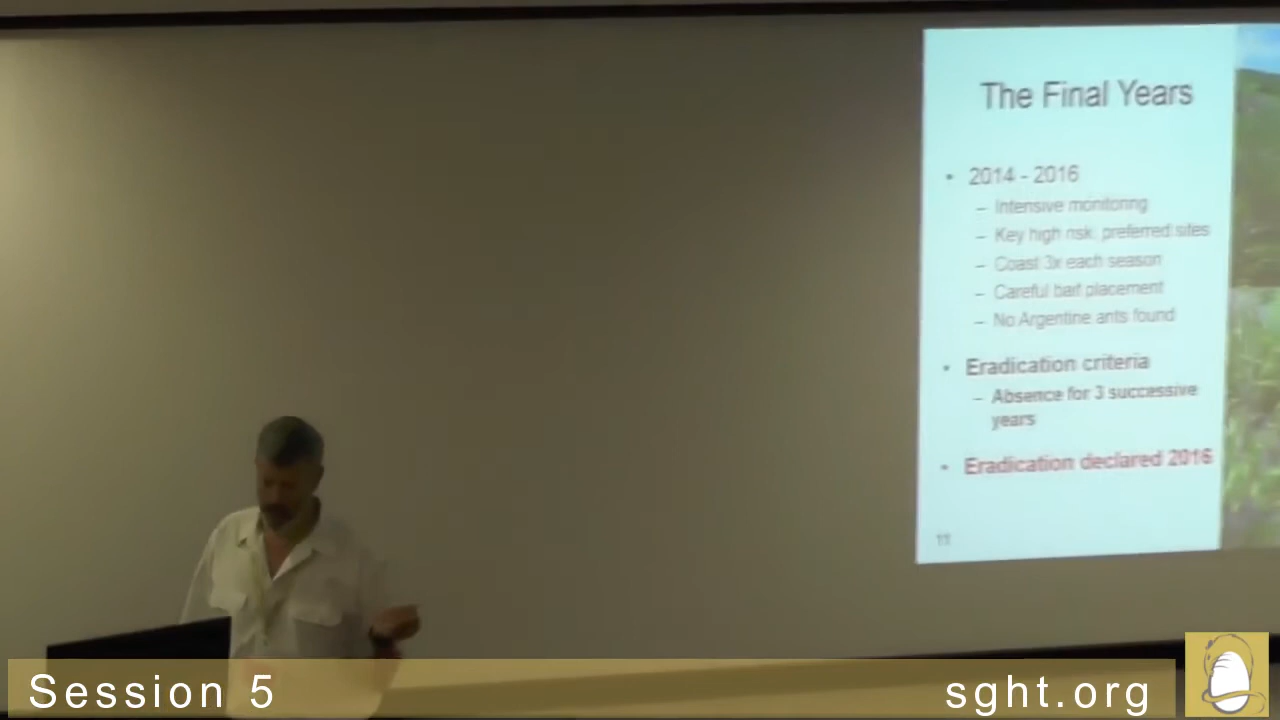 The Final Years
• 2014 - 2016
– Intensive monitoring
– Key high risk, preferred sites
– Coast 3x each season
– Careful bait placement
– No Argentine ants found
• Eradication criteria
– Absence for 3 successive
years
• Eradication declared 2016
11
Session 5
sght.org